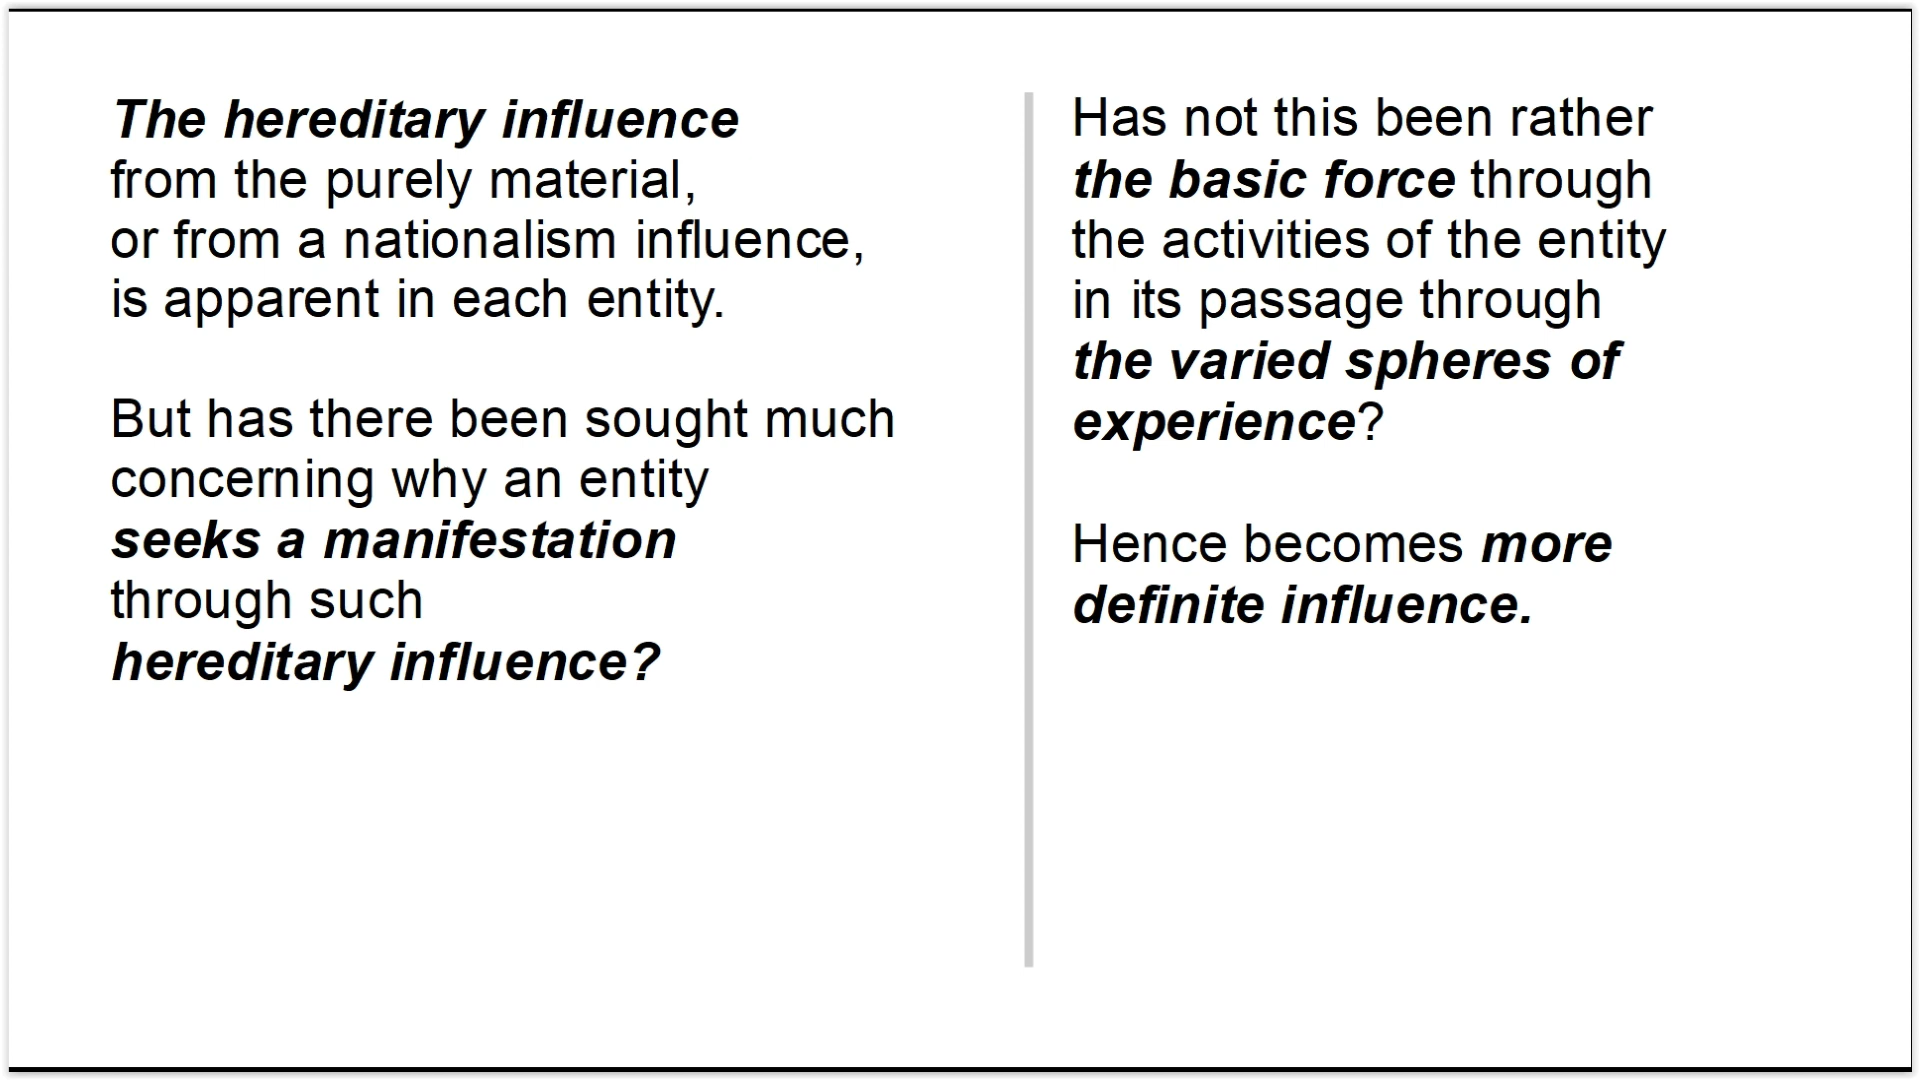 The hereditary influence
from the purely material,
or from a nationalism influence,
is apparent in each entity.
But has there been sought much
concerning why an entity
seeks a manifestation
through such
hereditary influence?
Has not this been rather
the basic force through
the activities of the entity
in its passage through
the varied spheres of
experience?
Hence becomes more
definite influence.